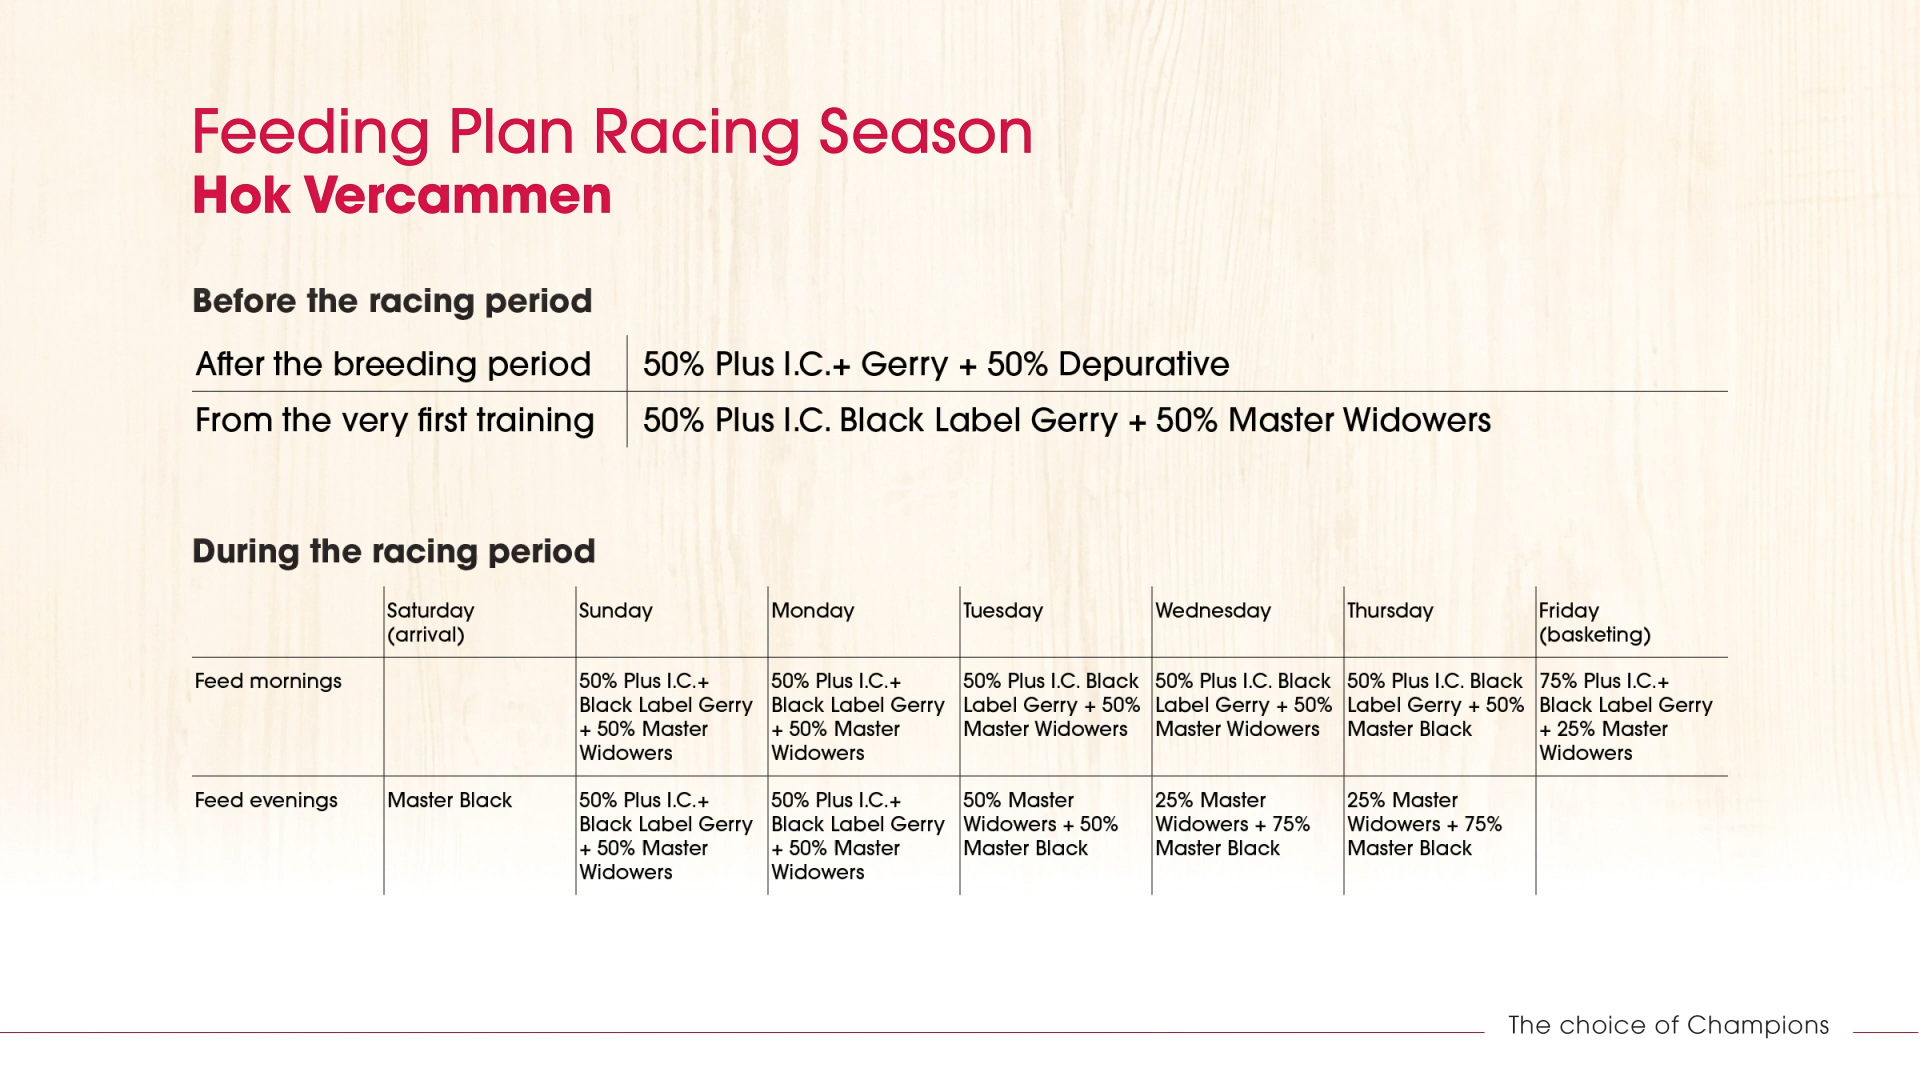 Feeding Plan Racing Season
Hok Vercammen
Before the racing period
After the breeding period
50% Plus I.C.+ Gerry + 50% Depurative
From the very first training
50% Plus I.C. Black Label Gerry + 50% Master Widowers
During the racing period
Saturday
(arrival)
Sunday
Monday
Tuesday
Wednesday
Thursday
Friday
(basketing)
Feed mornings
50% Plus I.C.+
Black Label Gerry
+ 50% Master
Widowers
50% Plus I.C.+
Black Label Gerry
+ 50% Master
Widowers
50% Plus I.C. Black
Label Gerry + 50%
Master Widowers
50% Plus I.C. Black
Label Gerry + 50%
Master Widowers
50% Plus I.C. Black
Label Gerry + 50%
Master Black
75% Plus I.C.+
Black Label Gerry
+ 25% Master
Widowers
Feed evenings
Master Black
50% Plus I.C.+
Black Label Gerry
+ 50% Master
Widowers
50% Plus I.C.+
Black Label Gerry
+ 50% Master
Widowers
50% Master
Widowers + 50%
Master Black
25% Master
Widowers + 75%
Master Black
25% Master
Widowers + 75%
Master Black
The choice of Champions